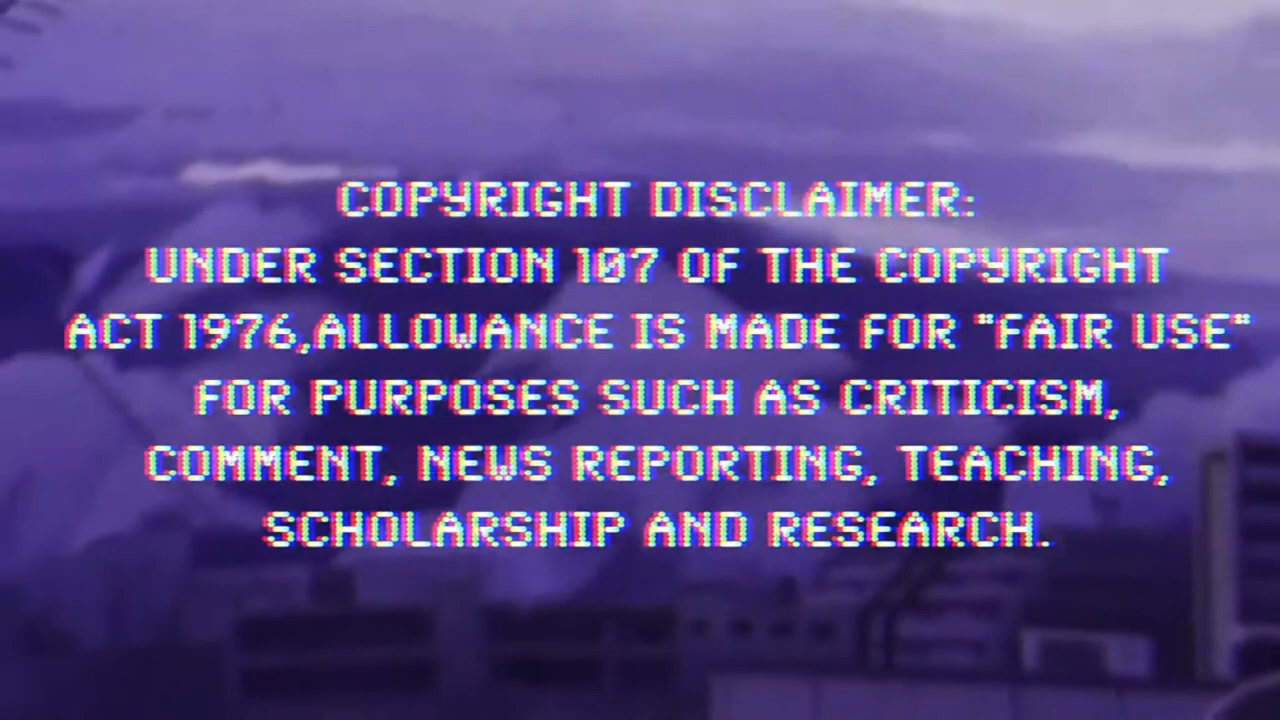 COPYRIGHT DISCLAIMER:
UNDER SECTION 107 OF THE COPYRIGHT
ACT 1976,ALLOWANCE IS MADE FOR "FAIR USE"
FOR PURPOSES SUCH AS CRITICISM,
COMMENT, NEWS REPORTING, TEACHING,
SCHOLARSHIP AND RESEARCH.